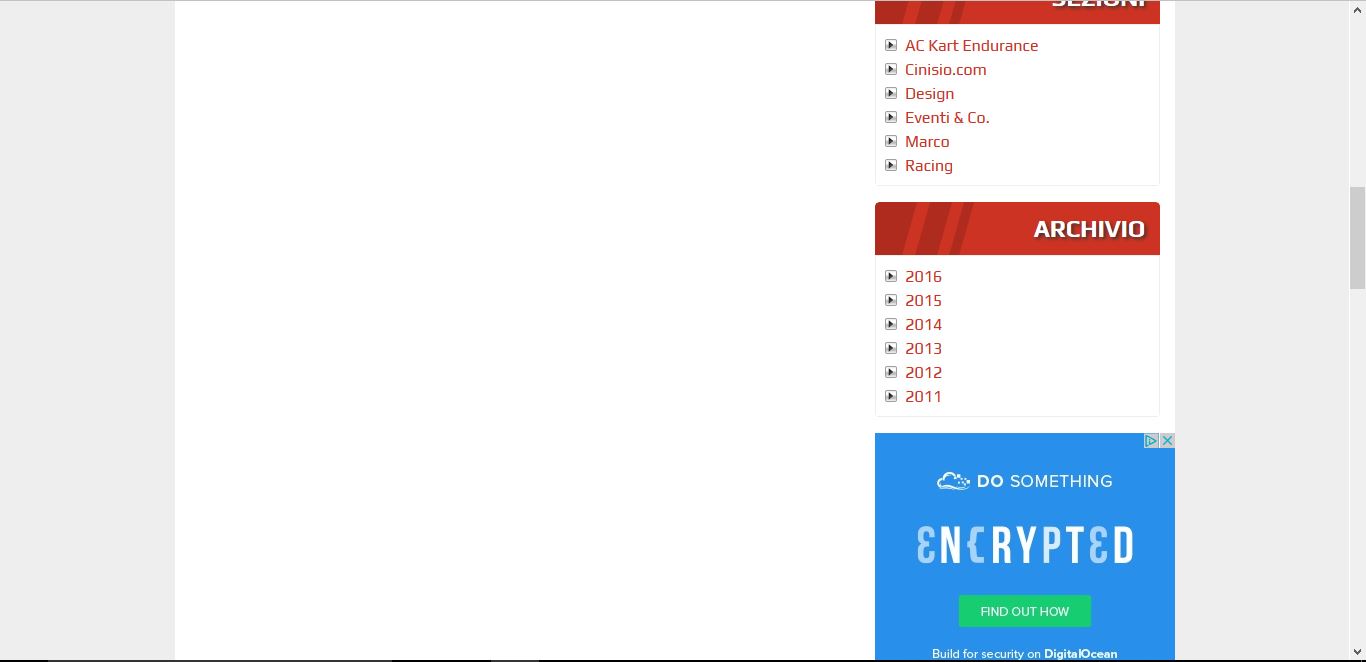 SEZIONI
AC Kart Endurance
Cinisio.com
Design
Eventi & Co.
Marco
Racing
ARCHIVIO
2016
2015
2014
2013
2012
2011
DO SOMETHING
ENCRYPTED
FIND OUT HOW
Build for security on DigitalOcean